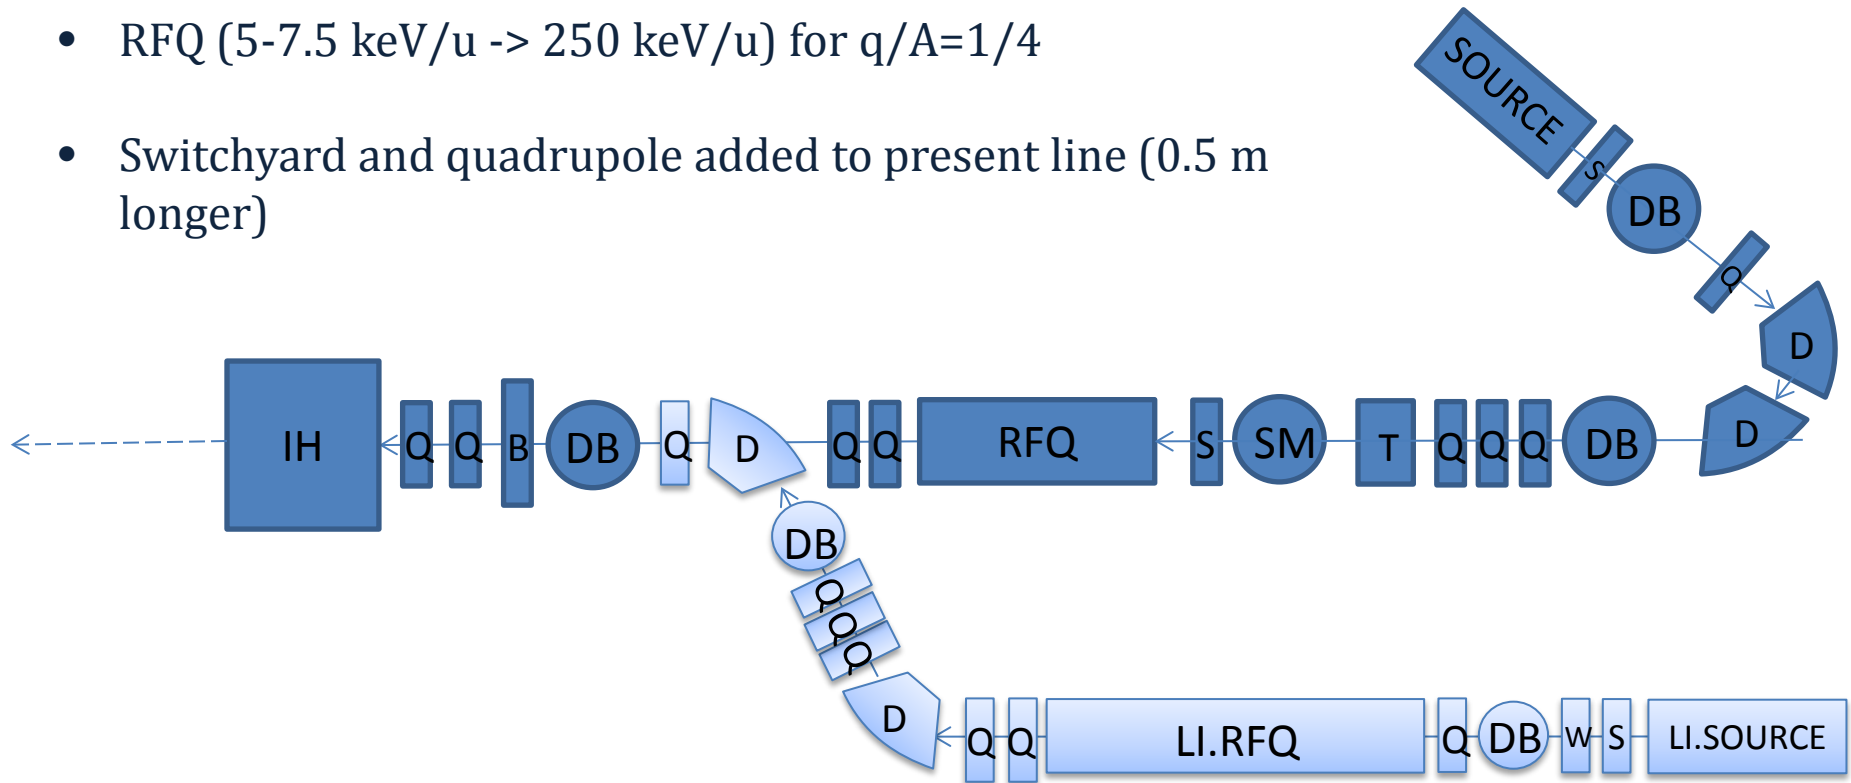 • RFQ (5-7.5 keV/u -> 250 keV/u) for q/A=1/4
• Switchyard and quadrupole added to present line (0.5 m
longer)
SOURCE
S
DB
Q
D
IH Q Q B DB Q D Q Q RFQ S SM T Q Q Q DB D
DB
Q
Q
Q
D Q Q LI.RFQ Q DB W S LI.SOURCE